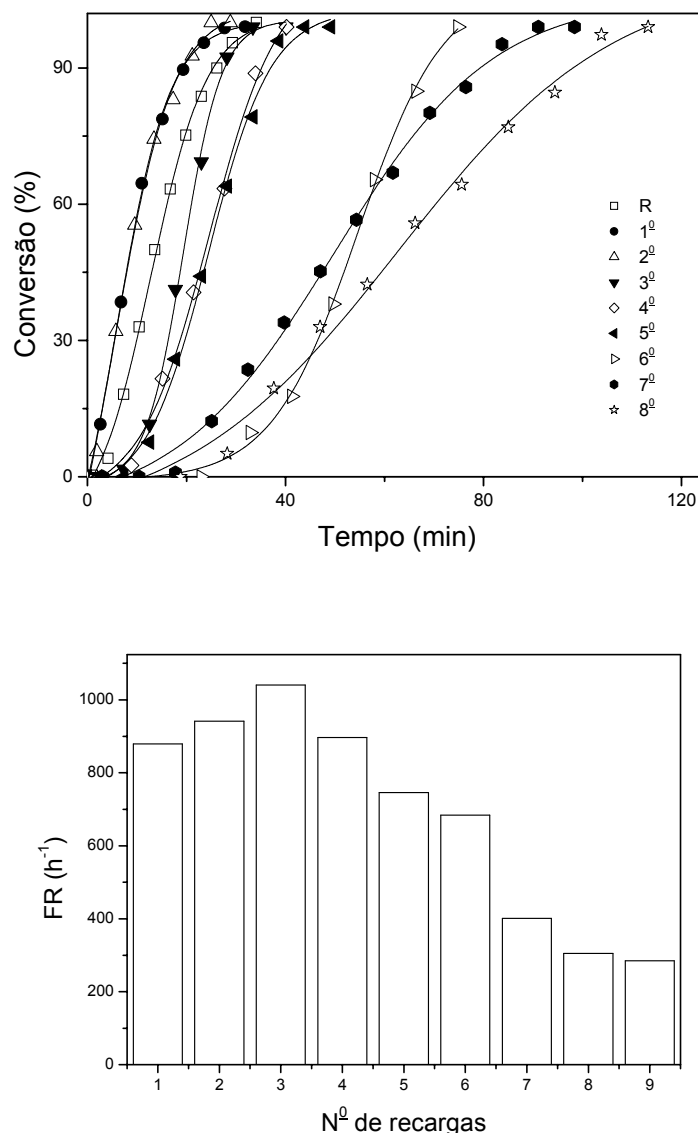 90
60
30
0
Conversão (%)
0 40 80 120
Tempo (min)
R
1º
2º
3º
4º
5º
6º
7º
8º
1000
800
600
400
200
0
FR (h⁻¹)
1 2 3 4 5 6 7 8 9
Nº de recargas